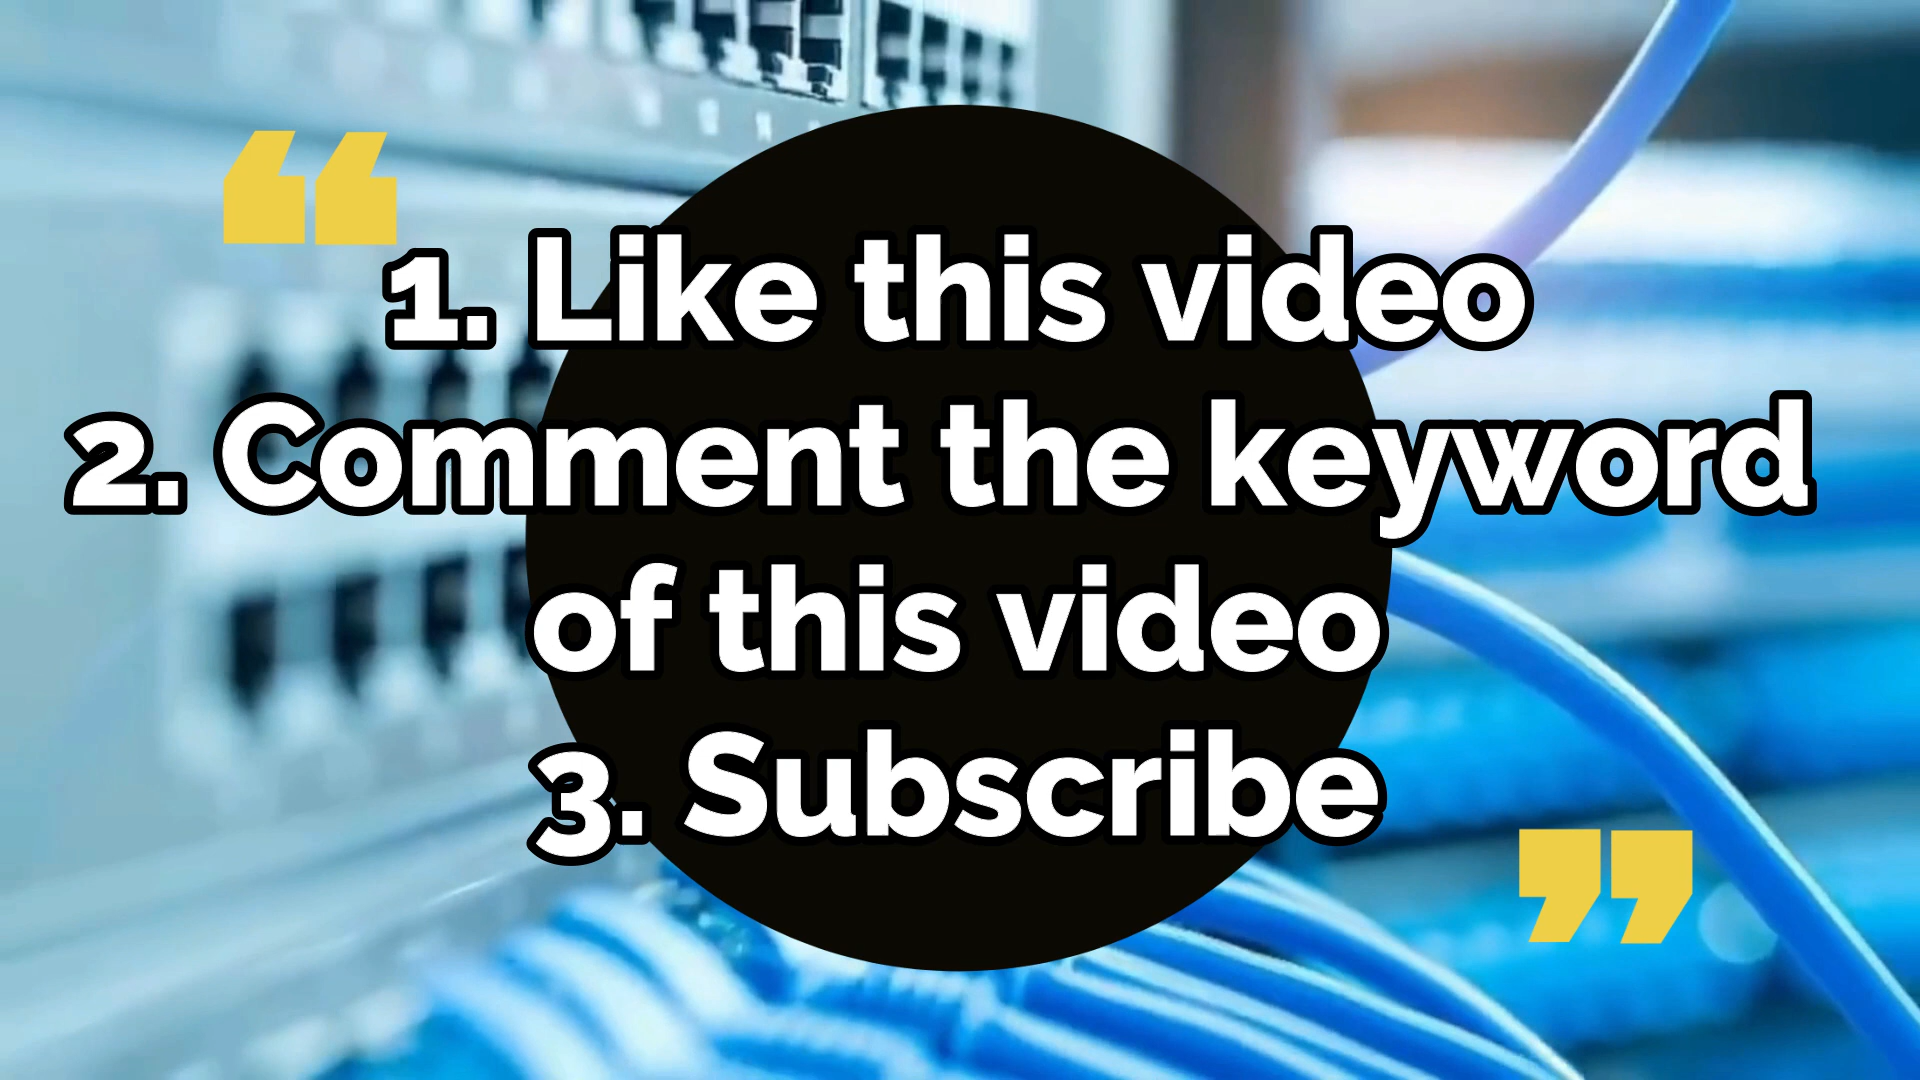 1. Like this video
2. Comment the keyword
of this video
3. Subscribe